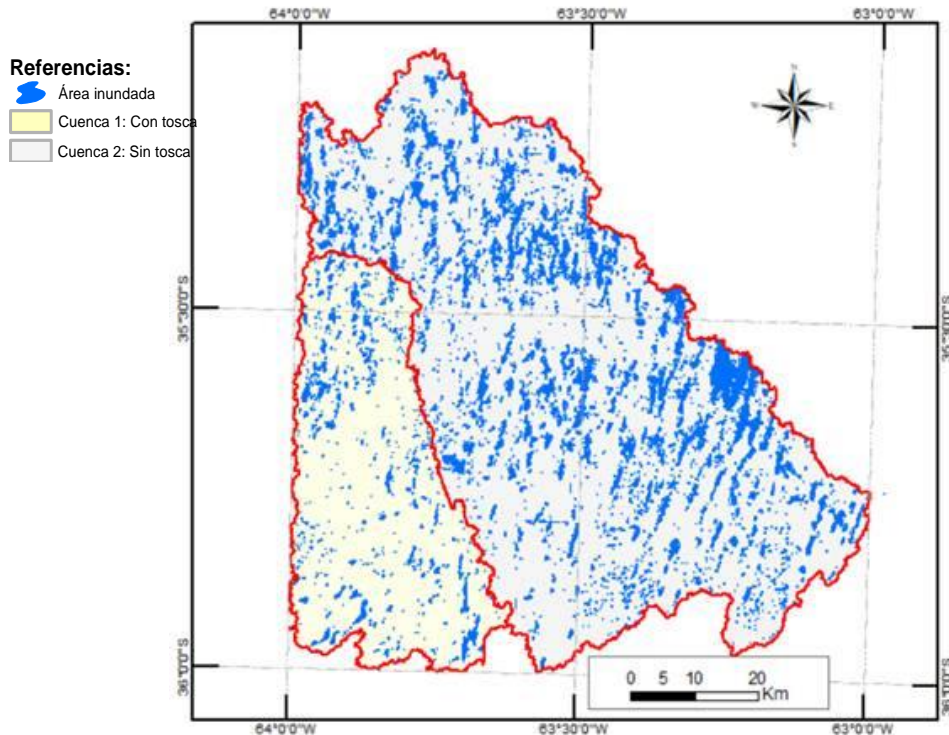 64°0'0"W
63°30'0"W
63°0'0"W
Referencias:
Área inundada
Cuenca 1: Con tosca
Cuenca 2: Sin tosca
N
W
E
S
35°30'0"S
35°30'0"S
36°0'0"S
36°0'0"S
0 5 10 20
Km
64°0'0"W
63°30'0"W
63°0'0"W